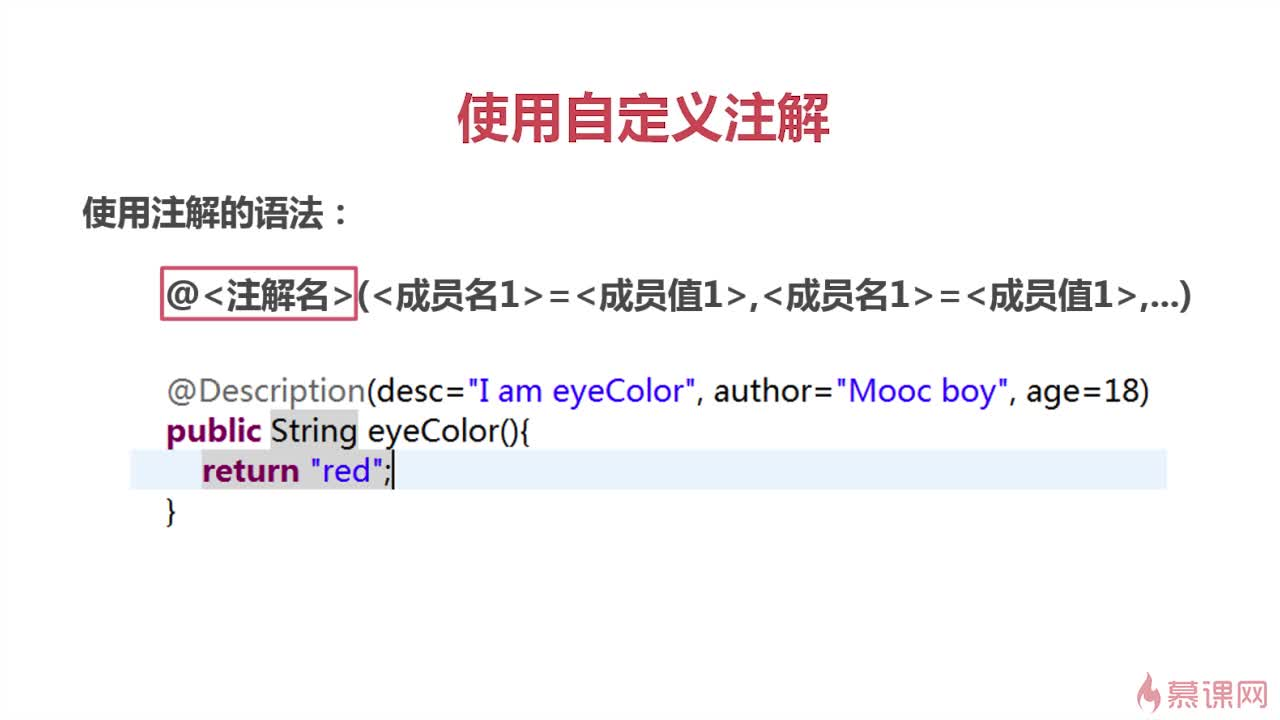 使用自定义注解
使用注解的语法：
@<注解名>(<成员名1>=<成员值1>,<成员名1>=<成员值1>,...)
@Description(desc="I am eyeColor", author="Mooc boy", age=18)
public String eyeColor(){
return "red";
}
慕课网